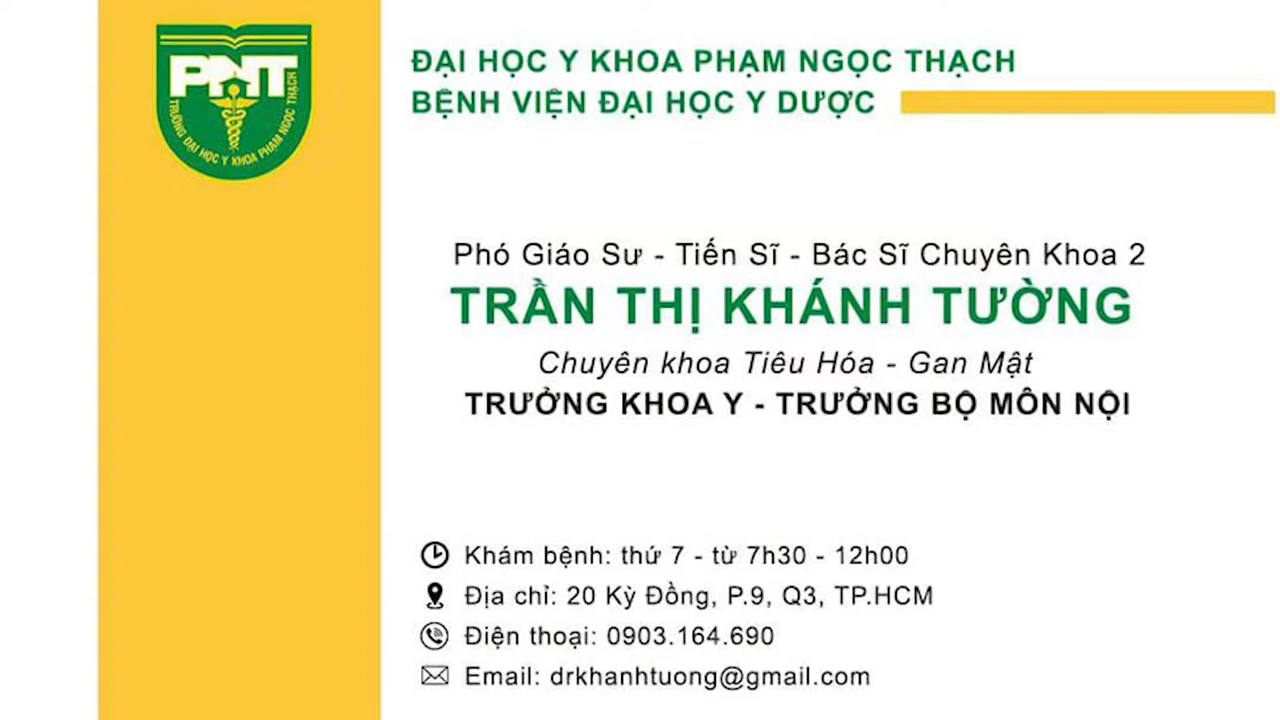 PNT
TRƯỜNG ĐẠI HỌC Y KHOA PHẠM NGỌC THẠCH
ĐẠI HỌC Y KHOA PHẠM NGỌC THẠCH
BỆNH VIỆN ĐẠI HỌC Y DƯỢC
Phó Giáo Sư - Tiến Sĩ - Bác Sĩ Chuyên Khoa 2
TRẦN THỊ KHÁNH TƯỜNG
Chuyên khoa Tiêu Hóa - Gan Mật
TRƯỞNG KHOA Y - TRƯỞNG BỘ MÔN NỘI
Khám bệnh: thứ 7 - từ 7h30 - 12h00
Địa chỉ: 20 Kỳ Đồng, P.9, Q3, TP.HCM
Điện thoại: 0903.164.690
Email: drkhanhtuong@gmail.com